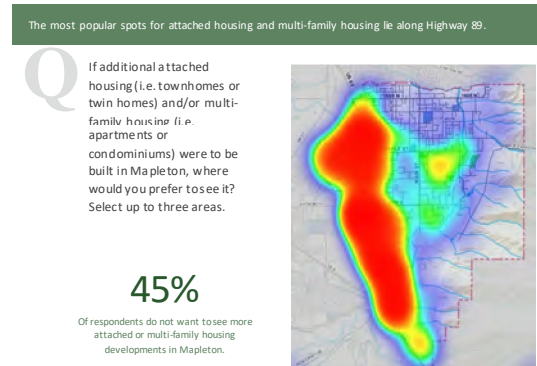 The most popular spots for attached housing and multi-family housing lie along Highway 89.
Q
If additional attached
housing (i.e. townhomes or
twin homes) and/or multi-
family housing (i.e.
apartments or
condominiums) were to be
built in Mapleton, where
would you prefer to see it?
Select up to three areas.
45%
Of respondents do not want to see more
attached or multi-family housing
developments in Mapleton.